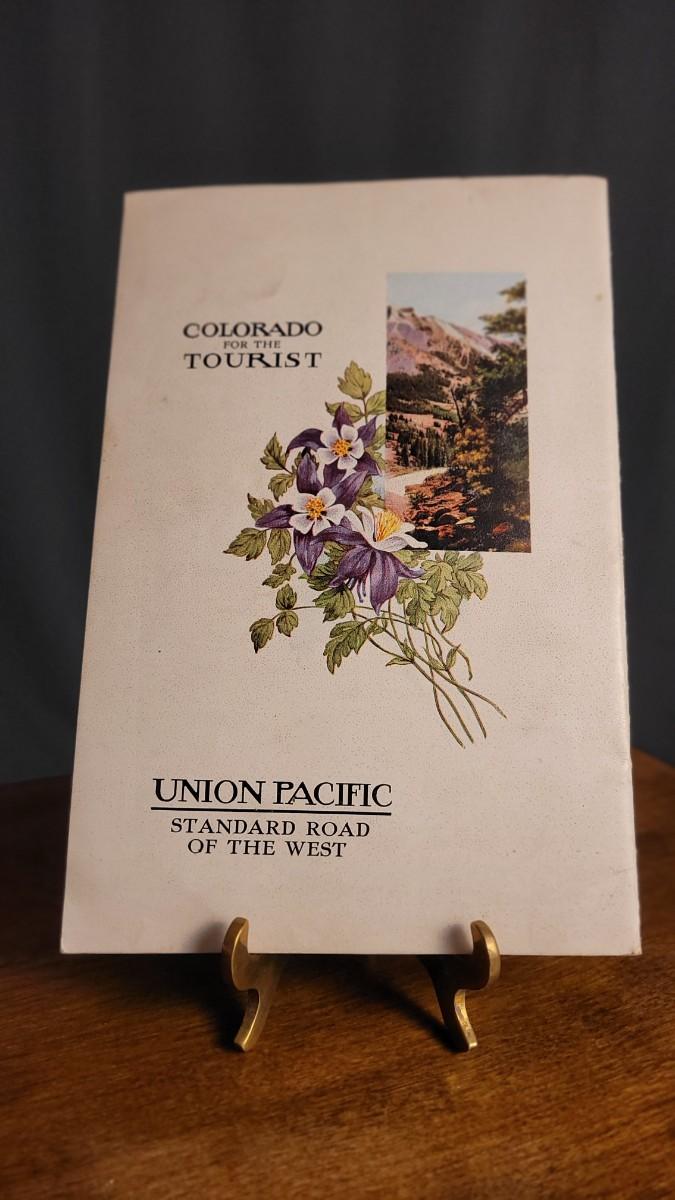 COLORADO
FOR THE
TOURIST
UNION PACIFIC
STANDARD ROAD
OF THE WEST